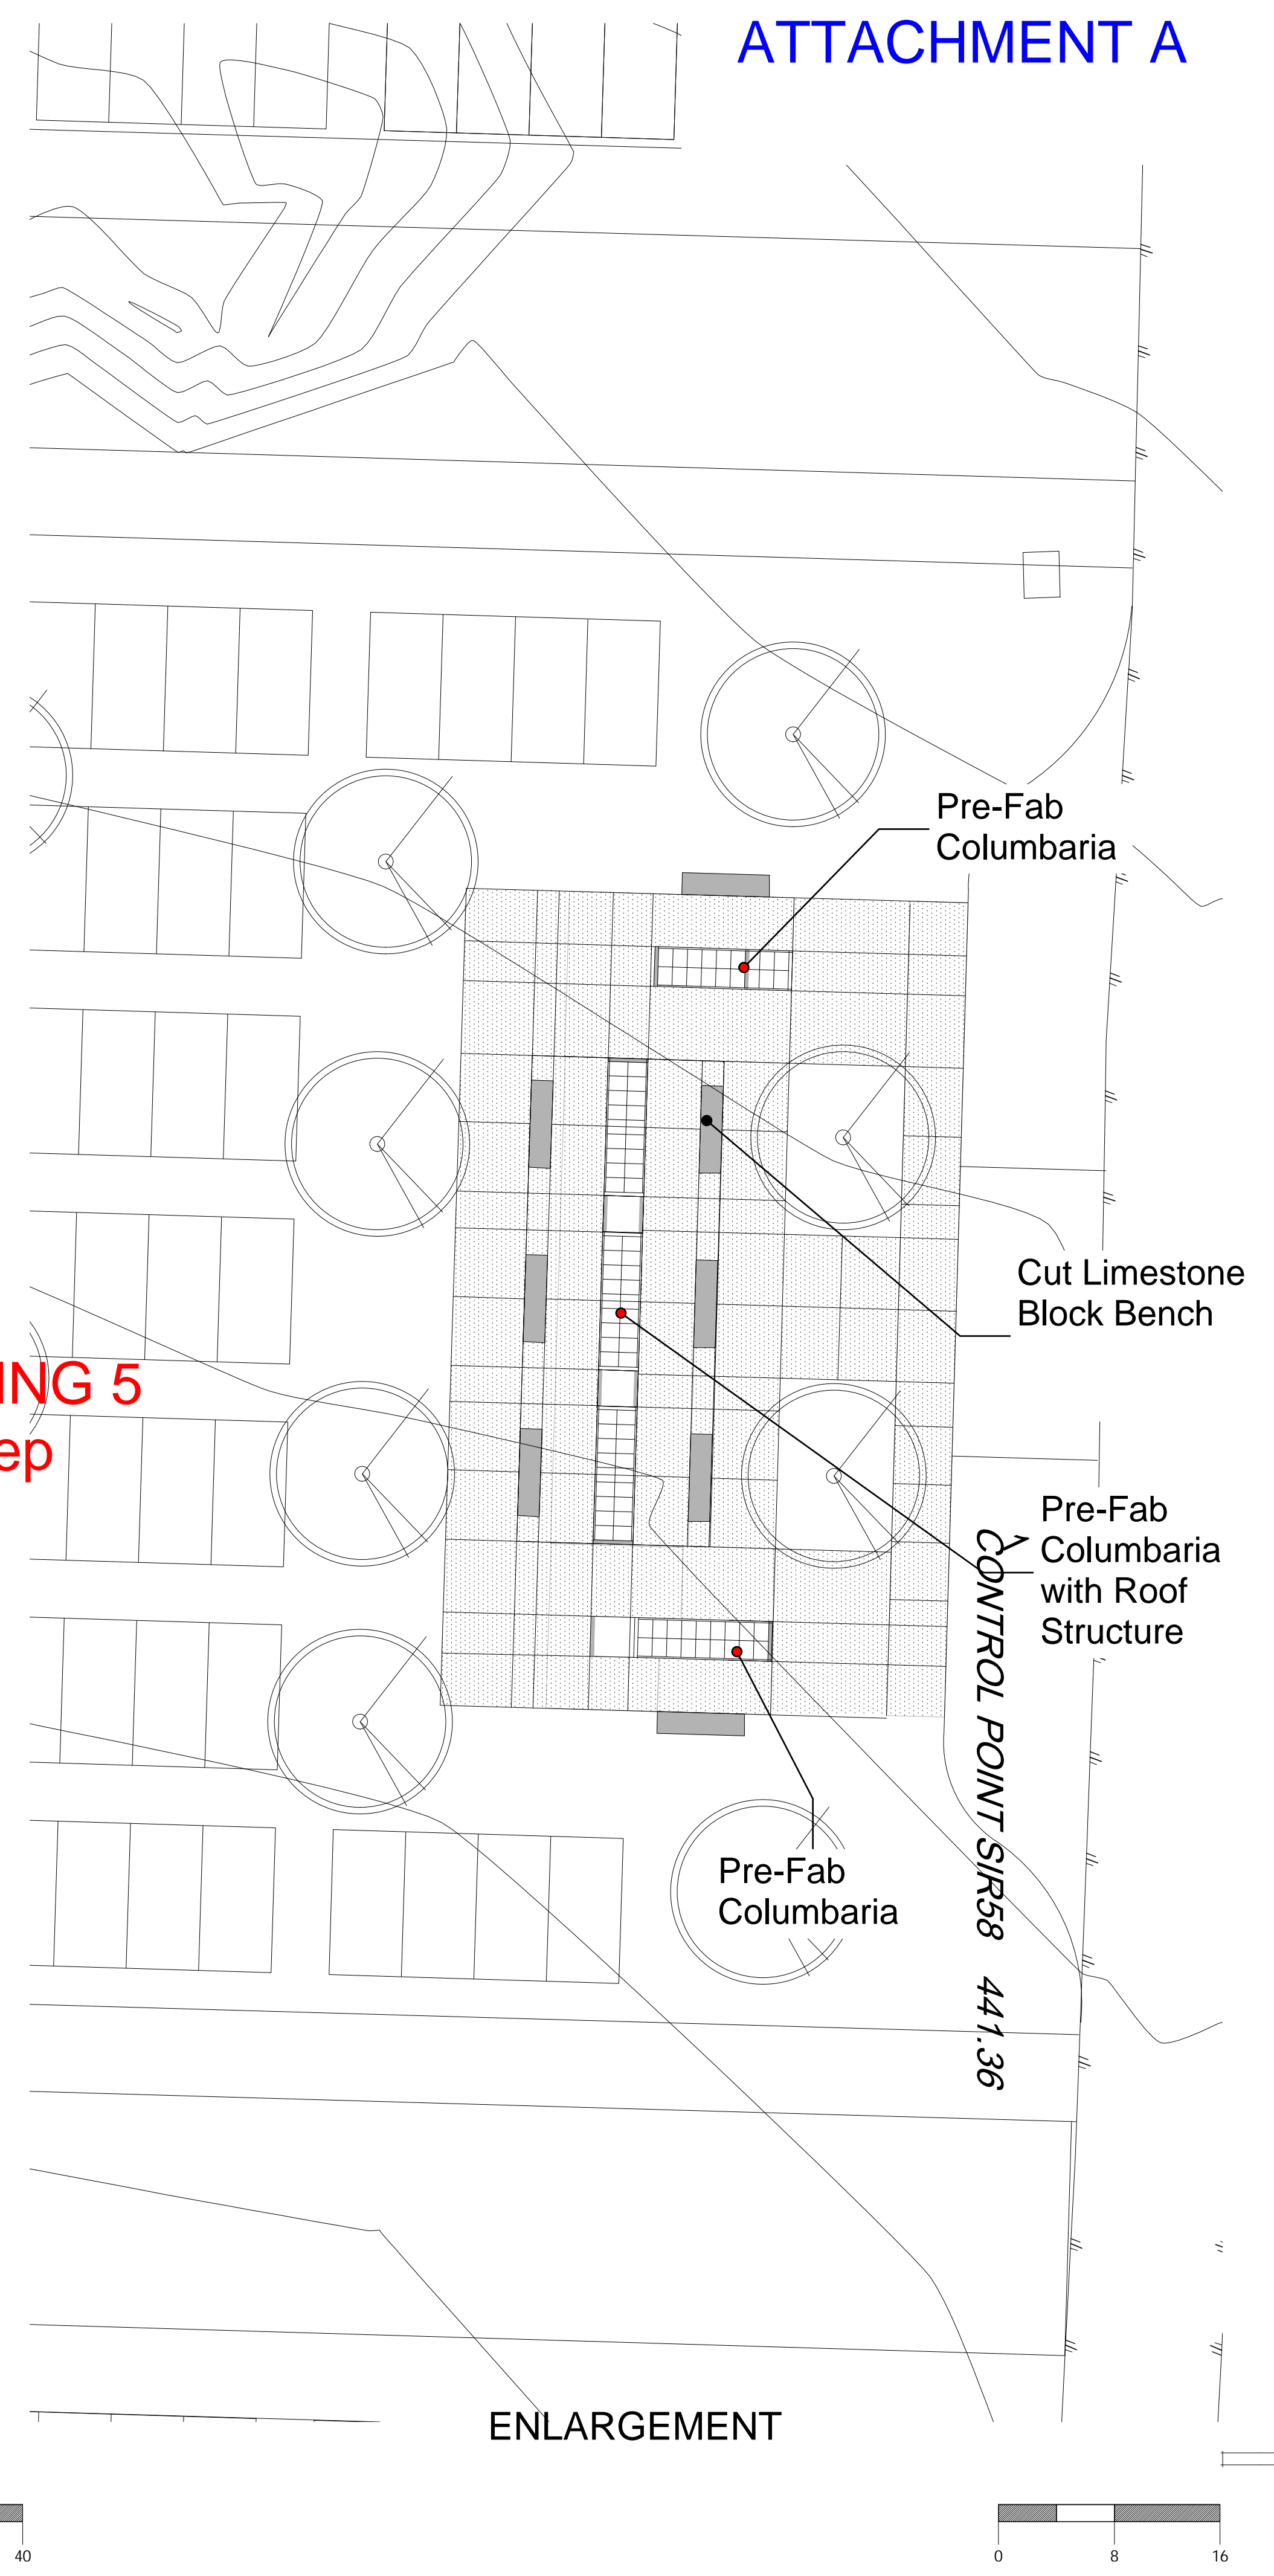 ATTACHMENT A
Pre-Fab
Columbaria
Cut Limestone
Block Bench
ING 5
ep
Pre-Fab
Columbaria
with Roof
Structure
CONTROL POINT SIR58 441.36
Pre-Fab
Columbaria
ENLARGEMENT
40
0 8 16